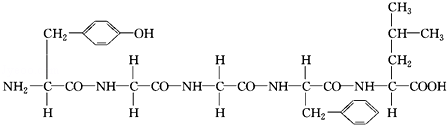 CH₃
CH₂ OH CH—CH₃
H H H H CH₂
NH₂ CO—NH CO—NH CO—NH CO—NH COOH
H H H CH₂ H